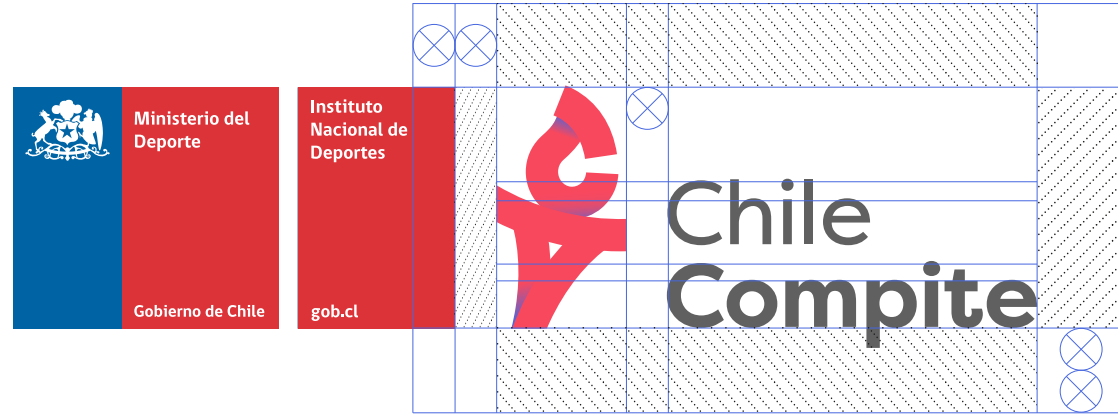 Ministerio del
Deporte
Gobierno de Chile
Instituto
Nacional de
Deportes
gob.cl
Chile
Compite